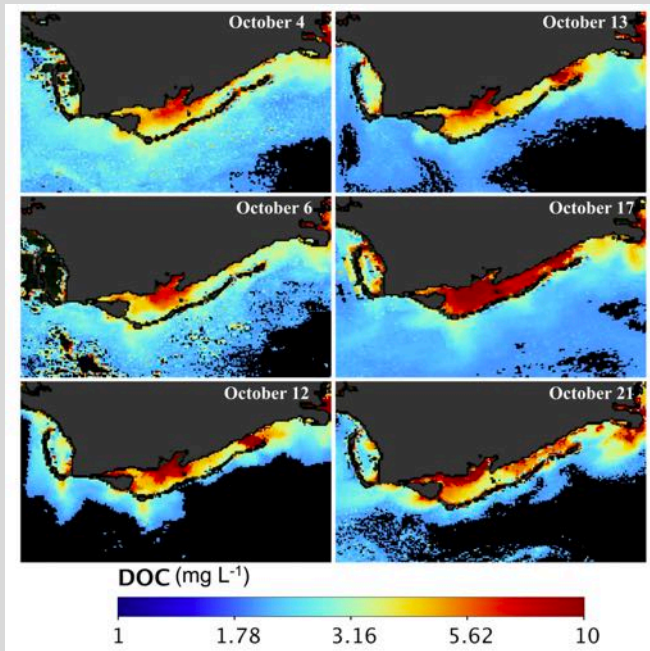 October 4
October 13
October 6
October 17
October 12
October 21
DOC (mg L⁻¹)
1 1.78 3.16 5.62 10